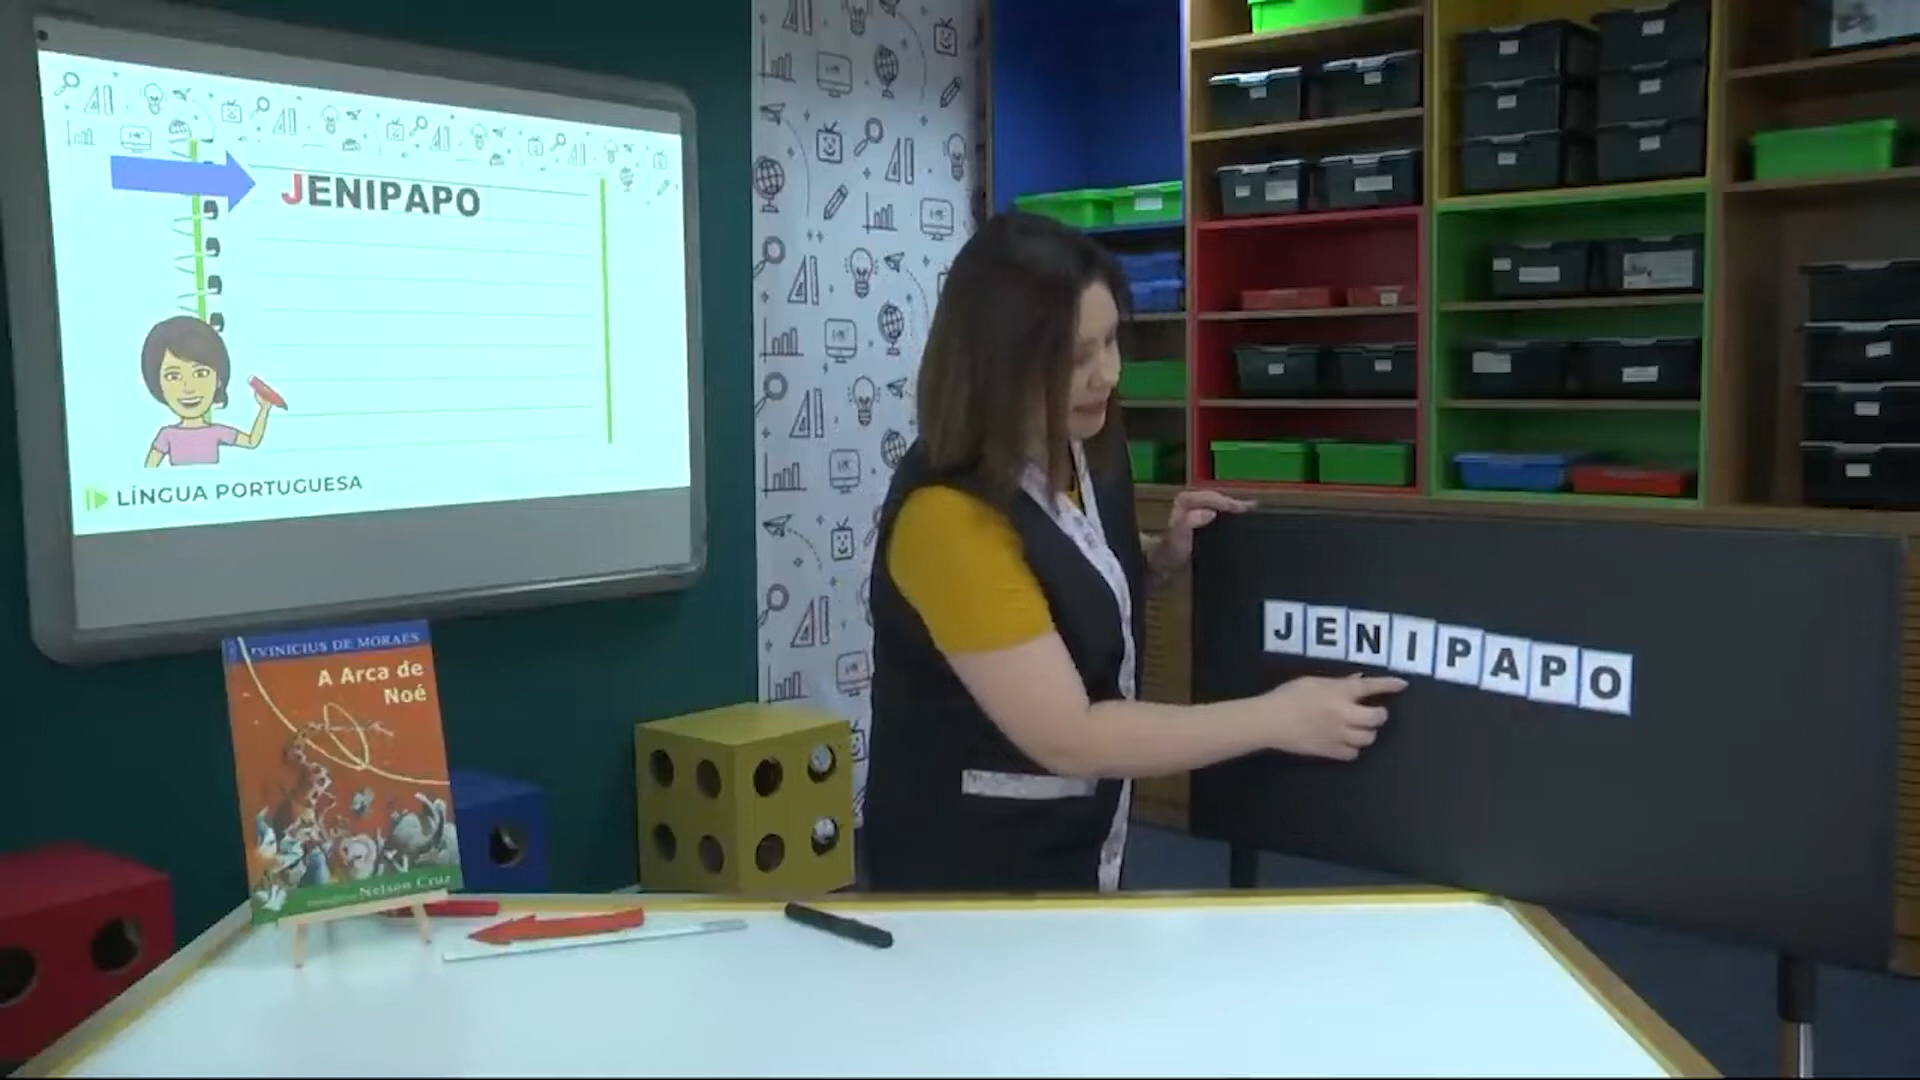 JENIPAPO
LÍNGUA PORTUGUESA
VINICIUS DE MORAES
A Arca de
Noé
Nelson Cruz
JENIPAPO